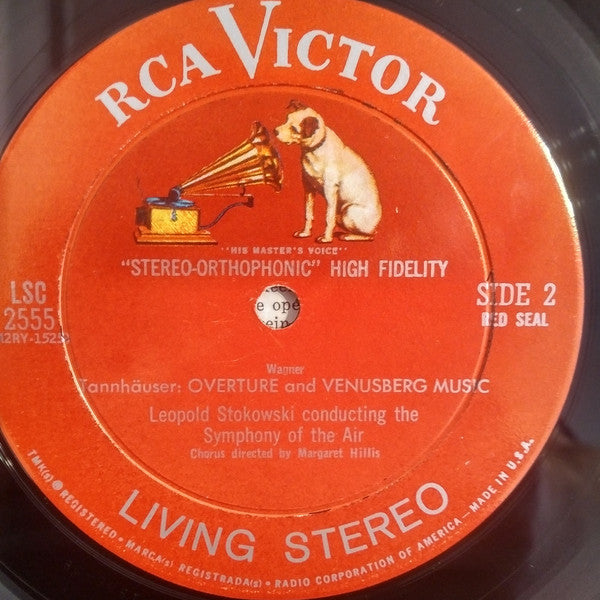 RCA VICTOR
"HIS MASTER'S VOICE"
"STEREO-ORTHOPHONIC" HIGH FIDELITY
LSC
2555
SIDE 2
RED SEAL
e ope
ein
Wagner
Tannhäuser: OVERTURE and VENUSBERG MUSIC
Leopold Stokowski conducting the
Symphony of the Air
Chorus directed by Margaret Hillis
LIVING STEREO
TMK(s) ® REGISTERED • MARCA(s) REGISTRADA(s) • RADIO CORPORATION OF AMERICA—MADE IN U.S.A.